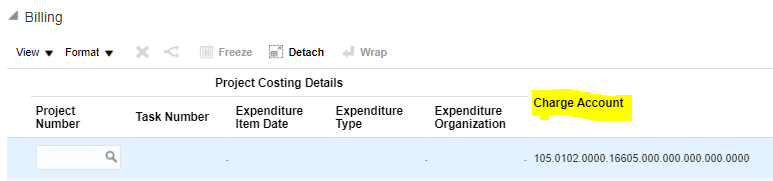 Billing
View Format Freeze Detach Wrap
Project Costing Details
Project Number Task Number Expenditure Item Date Expenditure Type Expenditure Organization Charge Account
. . . 105.0102.0000.16605.000.000.000.000.0000